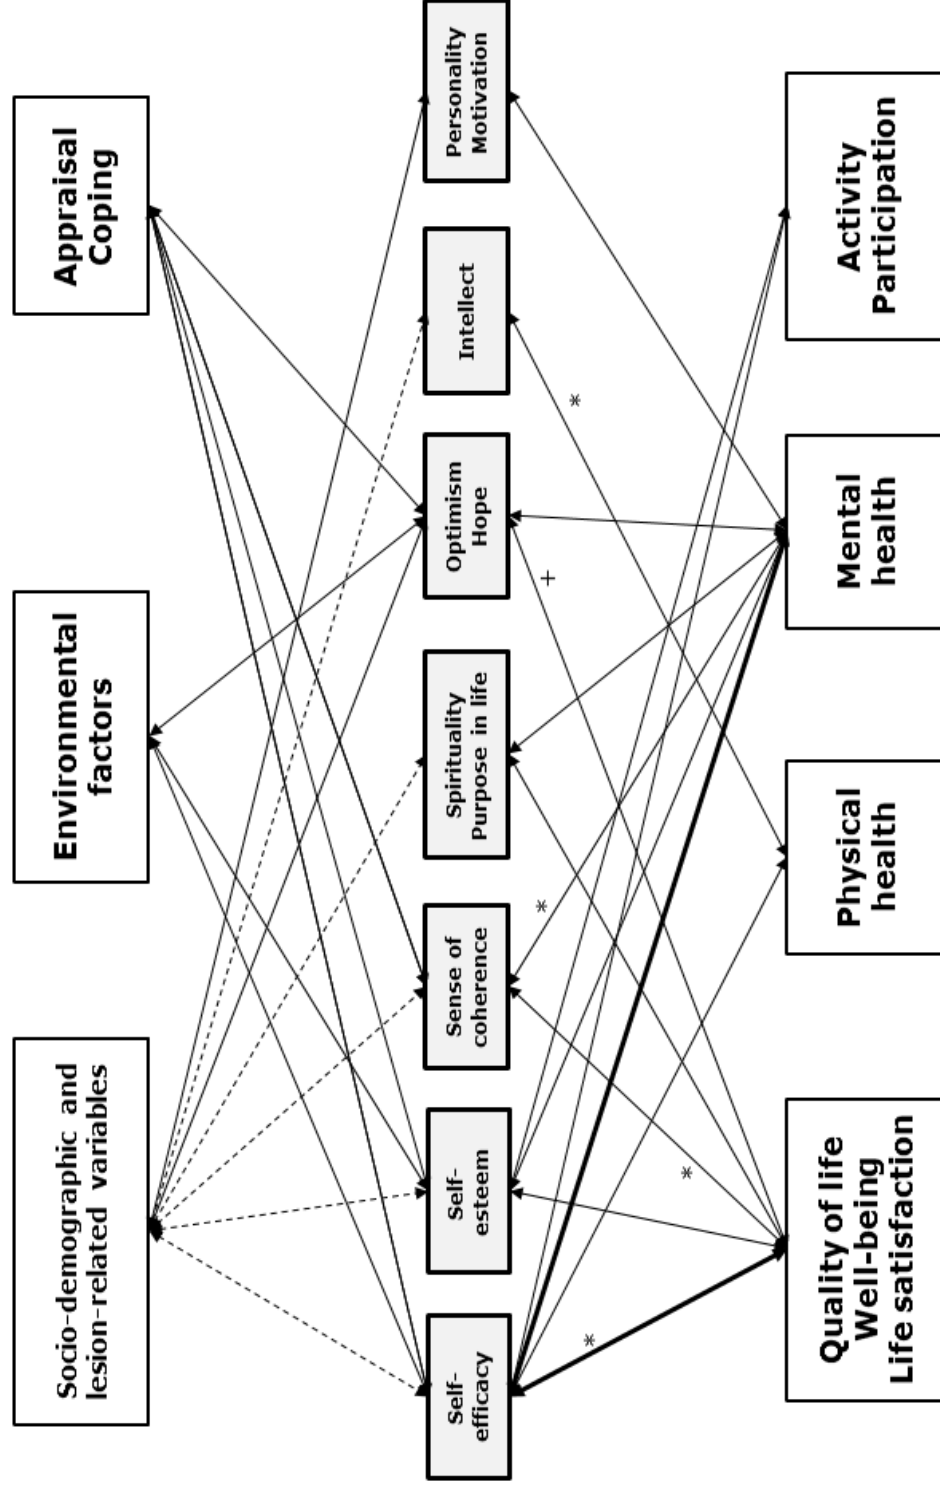 Socio-demographic and
lesion-related variables
Environmental
factors
Appraisal
Coping
Self-
efficacy
Self-
esteem
Sense of
coherence
Spirituality
Purpose in life
Optimism
Hope
Intellect
Personality
Motivation
*
*
*
+
*
Quality of life
Well-being
Life satisfaction
Physical
health
Mental
health
Activity
Participation